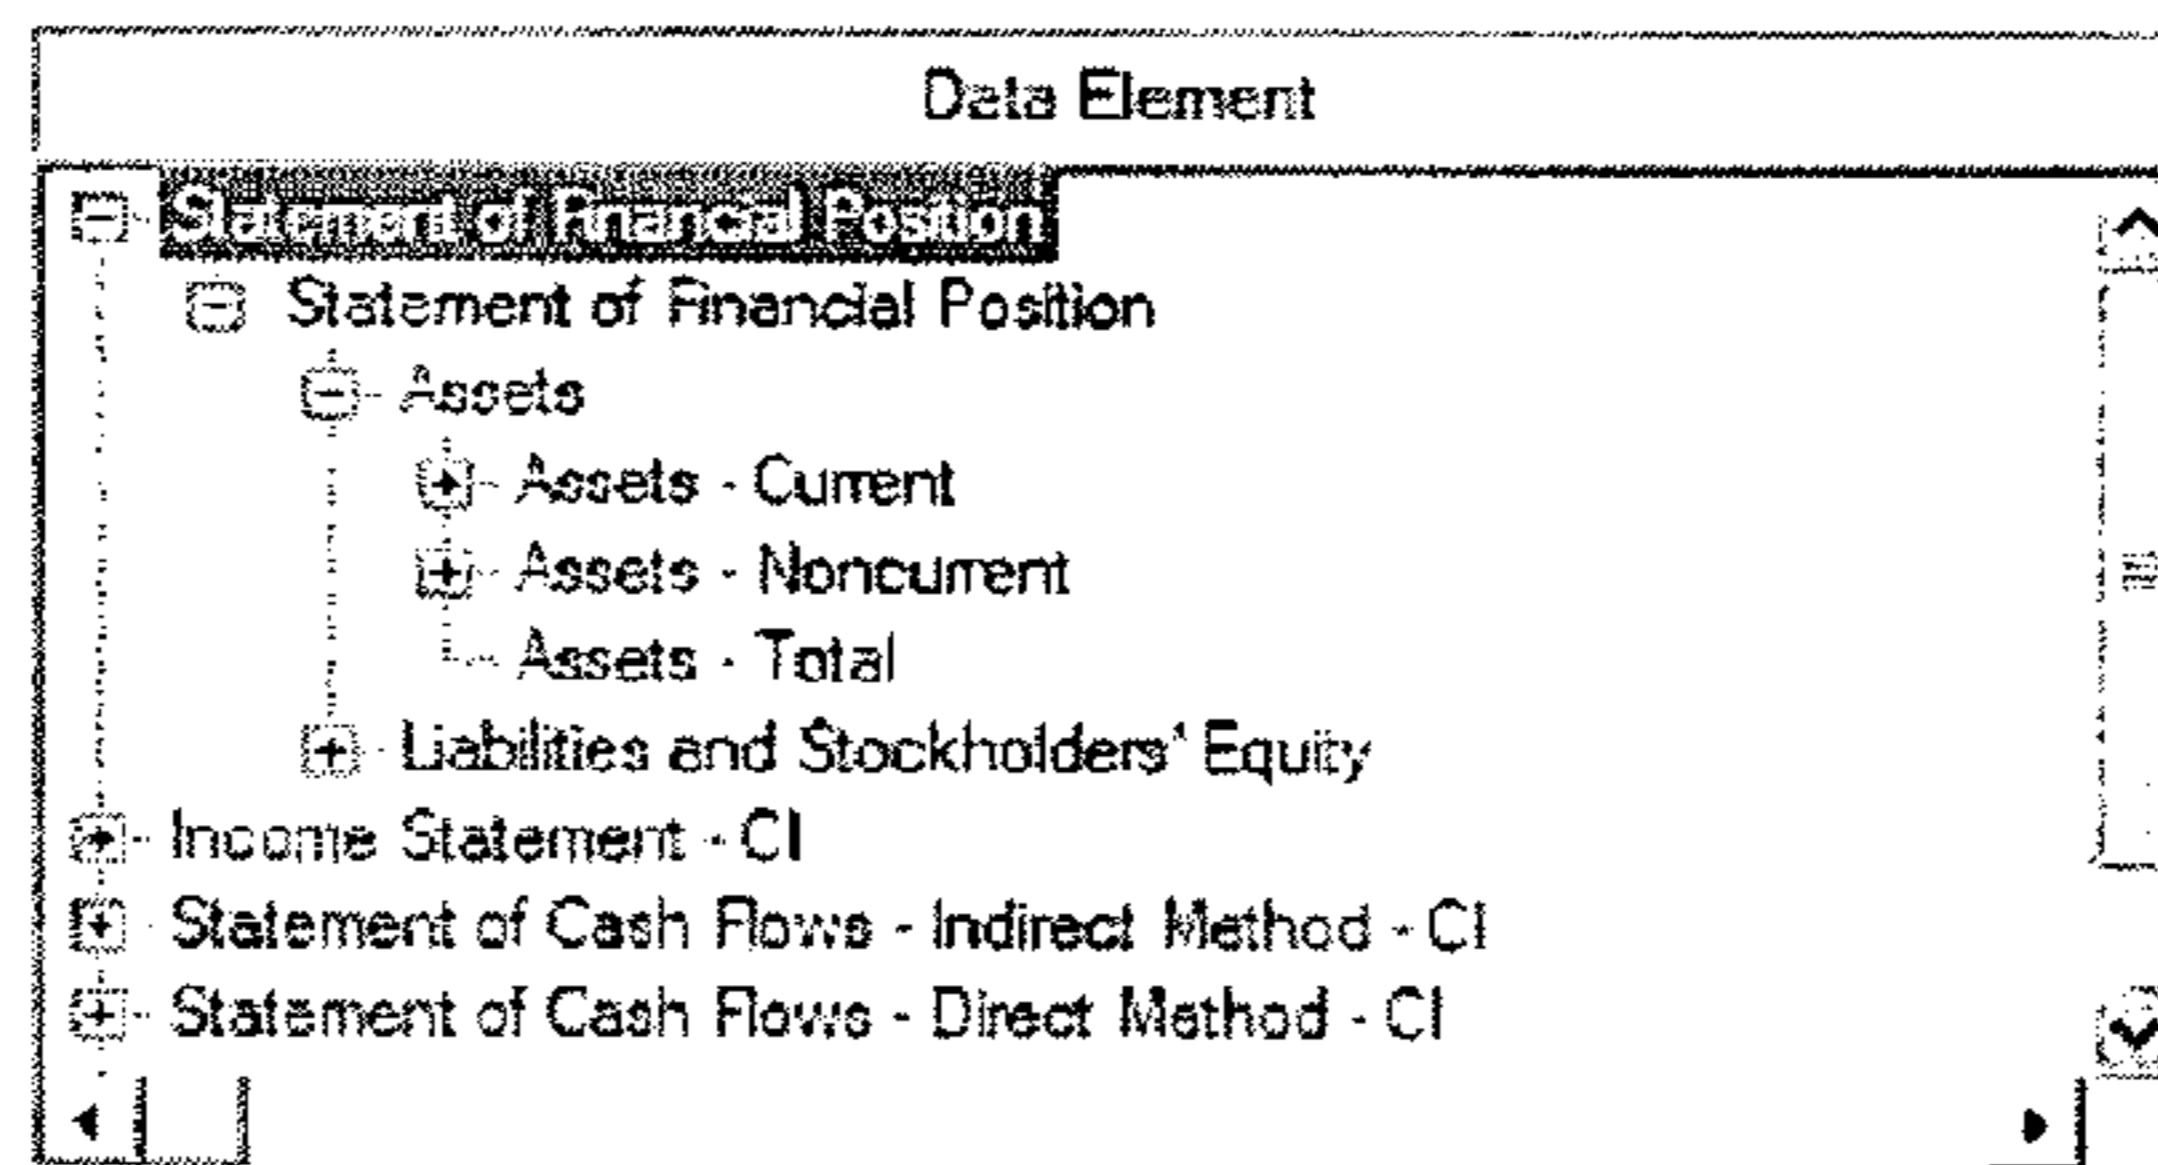 Data Element
Statement of Financial Position
Statement of Financial Position
Assets
Assets - Current
Assets - Noncurrent
Assets - Total
Liabilities and Stockholders' Equity
Income Statement - CI
Statement of Cash Flows - Indirect Method - CI
Statement of Cash Flows - Direct Method - CI